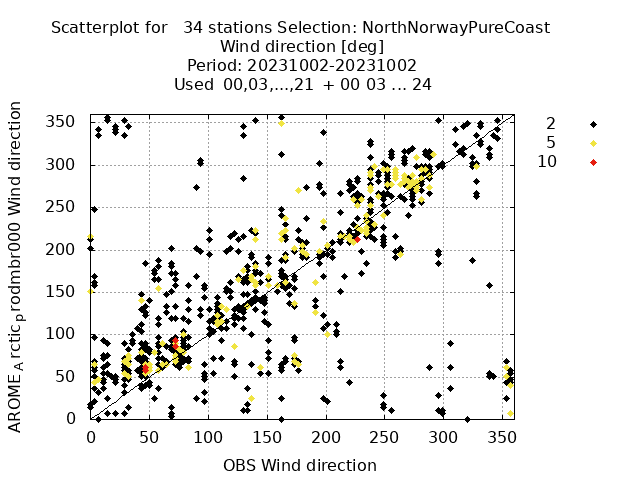 Scatterplot for 34 stations Selection: NorthNorwayPureCoast
Wind direction [deg]
Period: 20231002-20231002
Used 00,03,...,21 + 00 03 ... 24
2
5
10
350
300
250
200
150
100
50
0
0 50 100 150 200 250 300 350
AROME_Arctic_prodmbr000 Wind direction
OBS Wind direction